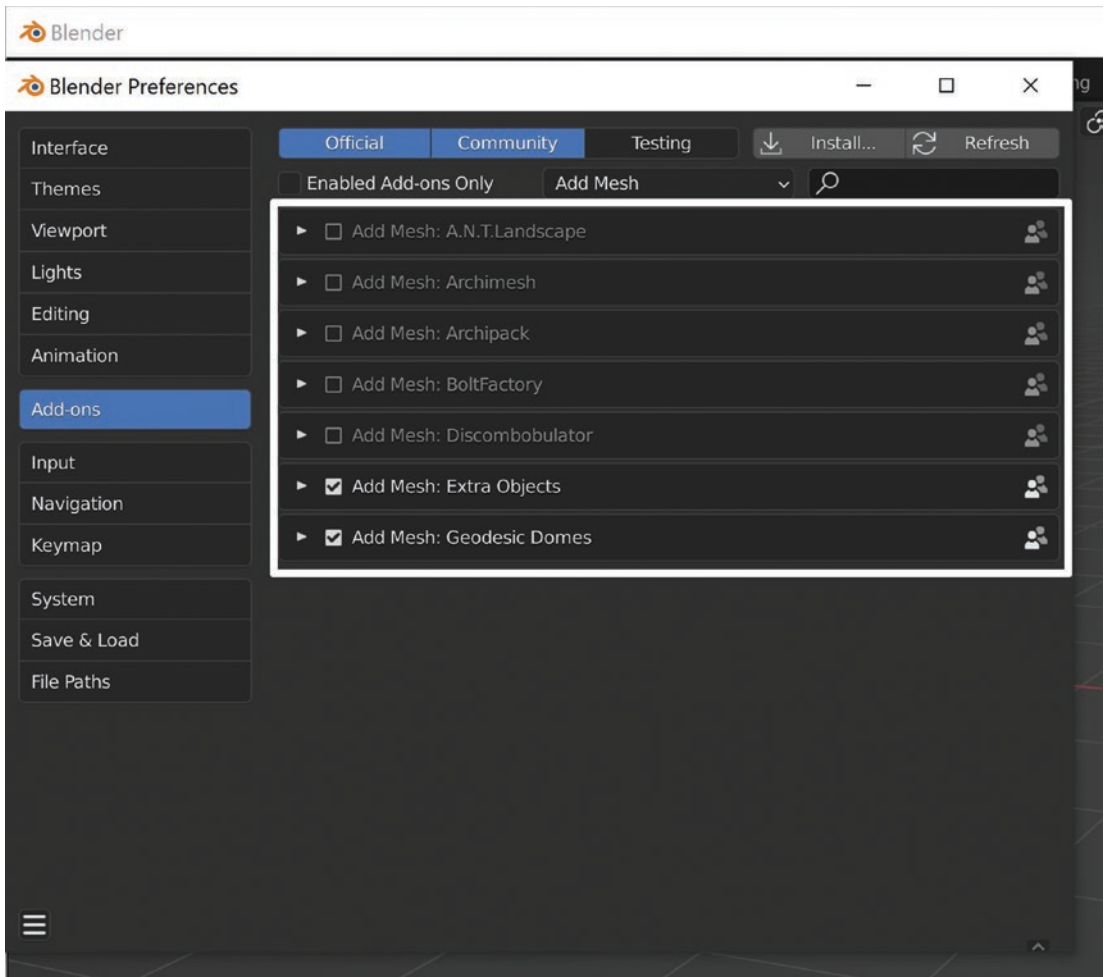 Blender
Blender Preferences
ng
Interface
Themes
Viewport
Lights
Editing
Animation
Add-ons
Input
Navigation
Keymap
System
Save & Load
File Paths
Official Community Testing Install... Refresh
Enabled Add-ons Only Add Mesh
Add Mesh: A.N.T.Landscape
Add Mesh: Archimesh
Add Mesh: Archipack
Add Mesh: BoltFactory
Add Mesh: Discombobulator
Add Mesh: Extra Objects
Add Mesh: Geodesic Domes